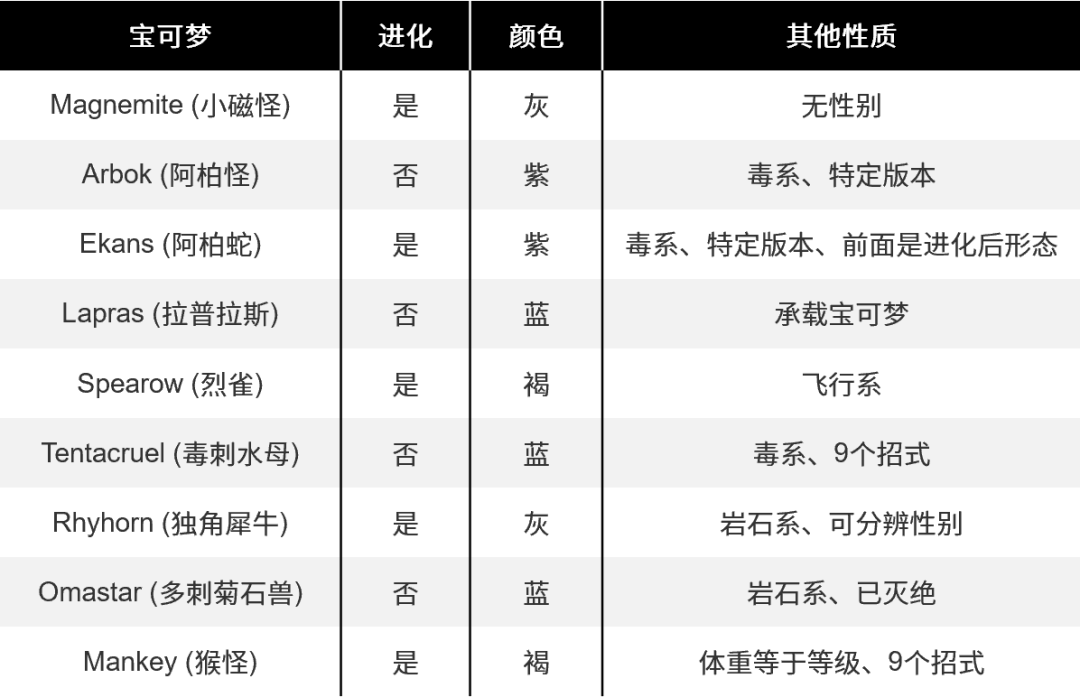 宝可梦 进化 颜色 其他性质
Magnemite (小磁怪) 是 灰 无性别
Arbok (阿柏怪) 否 紫 毒系、特定版本
Ekans (阿柏蛇) 是 紫 毒系、特定版本、前面是进化后形态
Lapras (拉普拉斯) 否 蓝 承载宝可梦
Spearow (烈雀) 是 褐 飞行系
Tentacruel (毒刺水母) 否 蓝 毒系、9个招式
Rhyhorn (独角犀牛) 是 灰 岩石系、可分辨性别
Omastar (多刺菊石兽) 否 蓝 岩石系、已灭绝
Mankey (猴怪) 是 褐 体重等于等级、9个招式